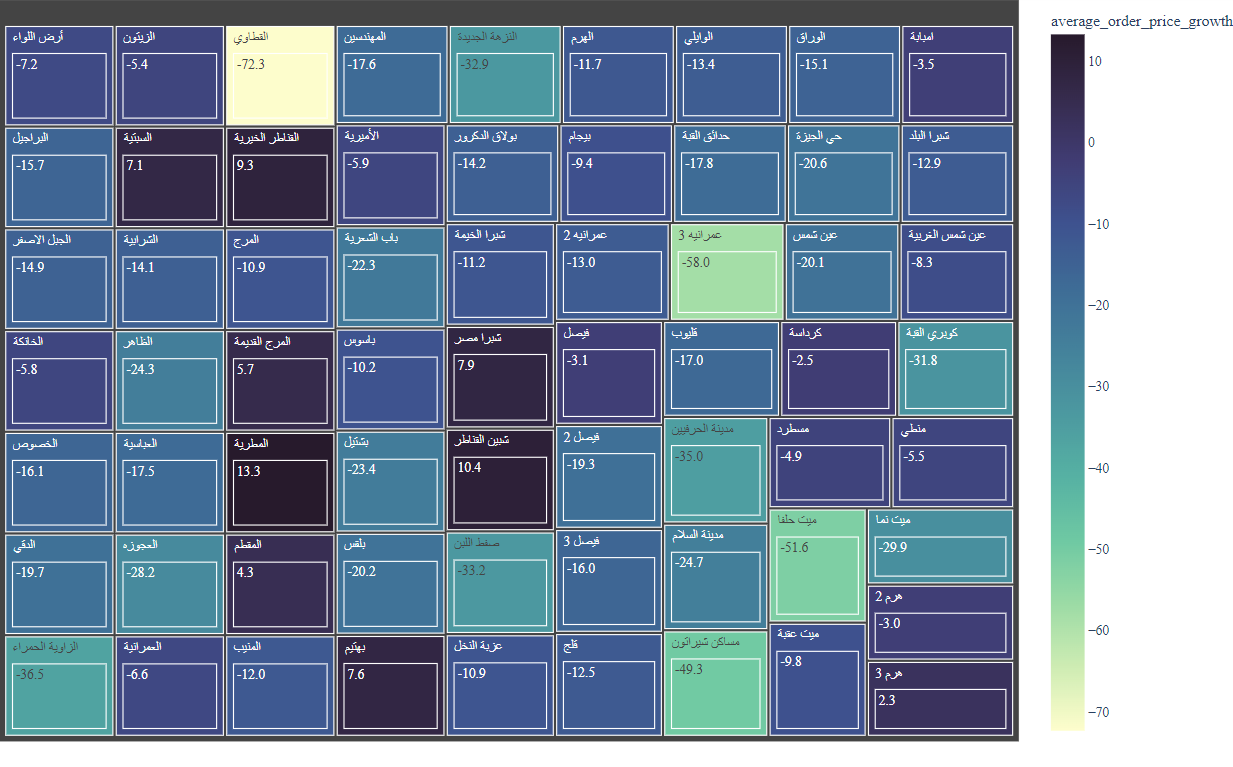 average_order_price_growth
أرض اللواء
-7.2
الزيتون
-5.4
القطاوي
-72.3
المهندسين
-17.6
النزهة الجديدة
-32.9
الهرم
-11.7
الوايلي
-13.4
الوراق
-15.1
امبابة
-3.5
البراجيل
-15.7
السبتية
7.1
القناطر الخيرية
9.3
الأميرية
-5.9
بولاق الدكرور
-14.2
بيجام
-9.4
حدائق القبة
-17.8
حي الجيزة
-20.6
شبرا البلد
-12.9
الجبل الاصفر
-14.9
الشرابية
-14.1
المرج
-10.9
باب الشعرية
-22.3
شبرا الخيمة
-11.2
عمرانيه 2
-13.0
عمرانيه 3
-58.0
عين شمس
-20.1
عين شمس الغربية
-8.3
الخانكة
-5.8
الظاهر
-24.3
المرج القديمة
5.7
باسوس
-10.2
شبرا مصر
7.9
فيصل
-3.1
قليوب
-17.0
كرداسة
-2.5
كوبري القبة
-31.8
الخصوص
-16.1
العباسية
-17.5
المطرية
13.3
بشتيل
-23.4
شبين القناطر
10.4
فيصل 2
-19.3
مدينة الحرفيين
-35.0
مسطرد
-4.9
منطي
-5.5
الدقي
-19.7
العجوزه
-28.2
المقطم
4.3
بلقس
-20.2
صفط اللبن
-33.2
فيصل 3
-16.0
مدينة السلام
-24.7
ميت حلفا
-51.6
ميت نما
-29.9
هرم 2
-3.0
الزاوية الحمراء
-36.5
العمرانية
-6.6
المنيب
-12.0
بهتيم
7.6
عزبة النخل
-10.9
قلج
-12.5
مساكن شيراتون
-49.3
ميت عقبة
-9.8
هرم 3
2.3
10
0
−10
−20
−30
−40
−50
−60
−70